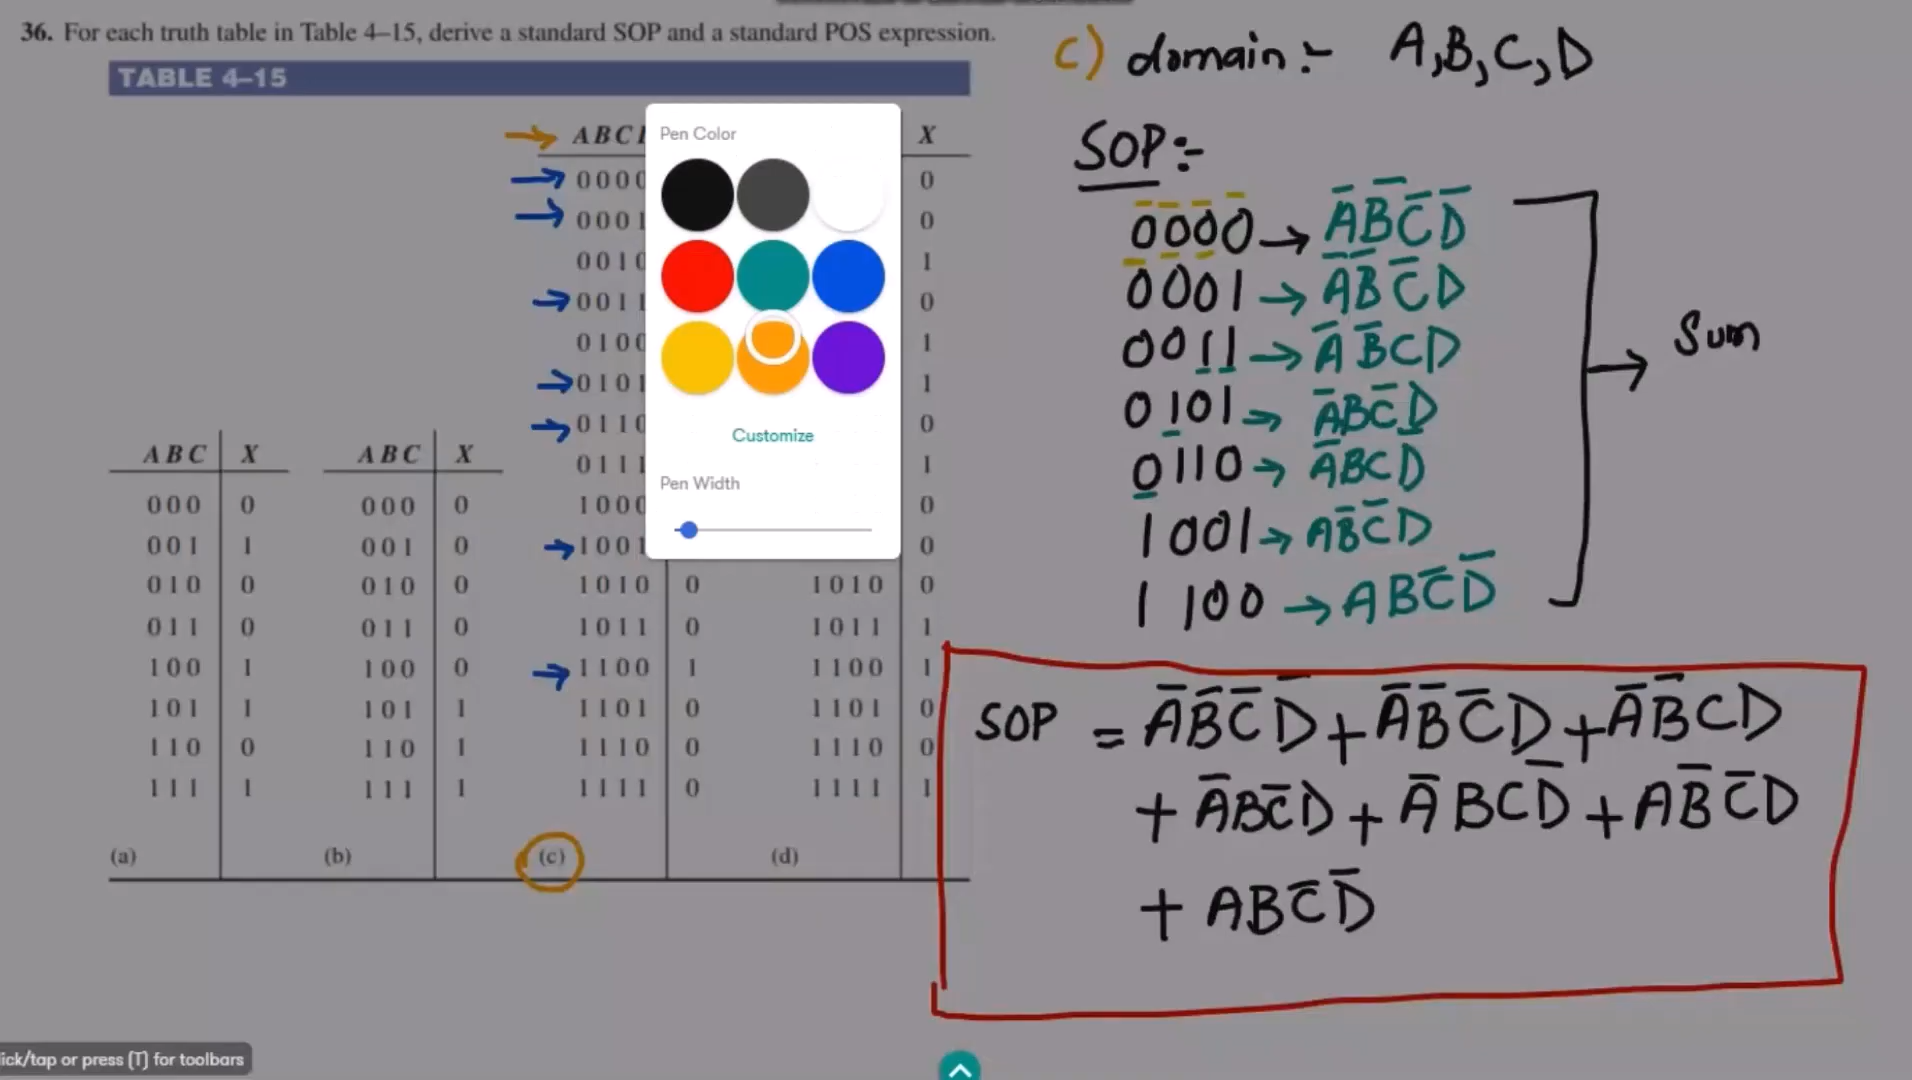 36. For each truth table in Table 4–15, derive a standard SOP and a standard POS expression.
TABLE 4–15
ABC X
000 0
001 1
010 0
011 0
100 1
101 1
110 0
111 1
(a)
ABC X
000 0
001 0
010 0
011 0
100 0
101 1
110 1
111 1
(b)
ABC
0000
0001
0010
0011
0100
0101
0110
0111
1000
1001
1010 0
1011 0
1100 1
1101 0
1110 0
1111 0
(c)
X
0
0
1
0
1
1
0
1
0
0
1010 0
1011 1
1100 1
1101 0
1110 0
1111 1
(d)
Pen Color
Customize
Pen Width
c) domain :- A,B,C,D
SOP:-
0000 → A̅B̅C̅D̅
0001 → A̅B̅C̅D
0011 → A̅B̅CD
0101 → A̅BC̅D
0110 → A̅BCD̅
1001 → AB̅C̅D
1100 → ABC̅D̅
→ Sum
SOP = A̅B̅C̅D̅ + A̅B̅C̅D + A̅B̅CD
+ A̅BC̅D + A̅BCD̅ + AB̅C̅D
+ ABC̅D̅
ick/tap or press (T) for toolbars